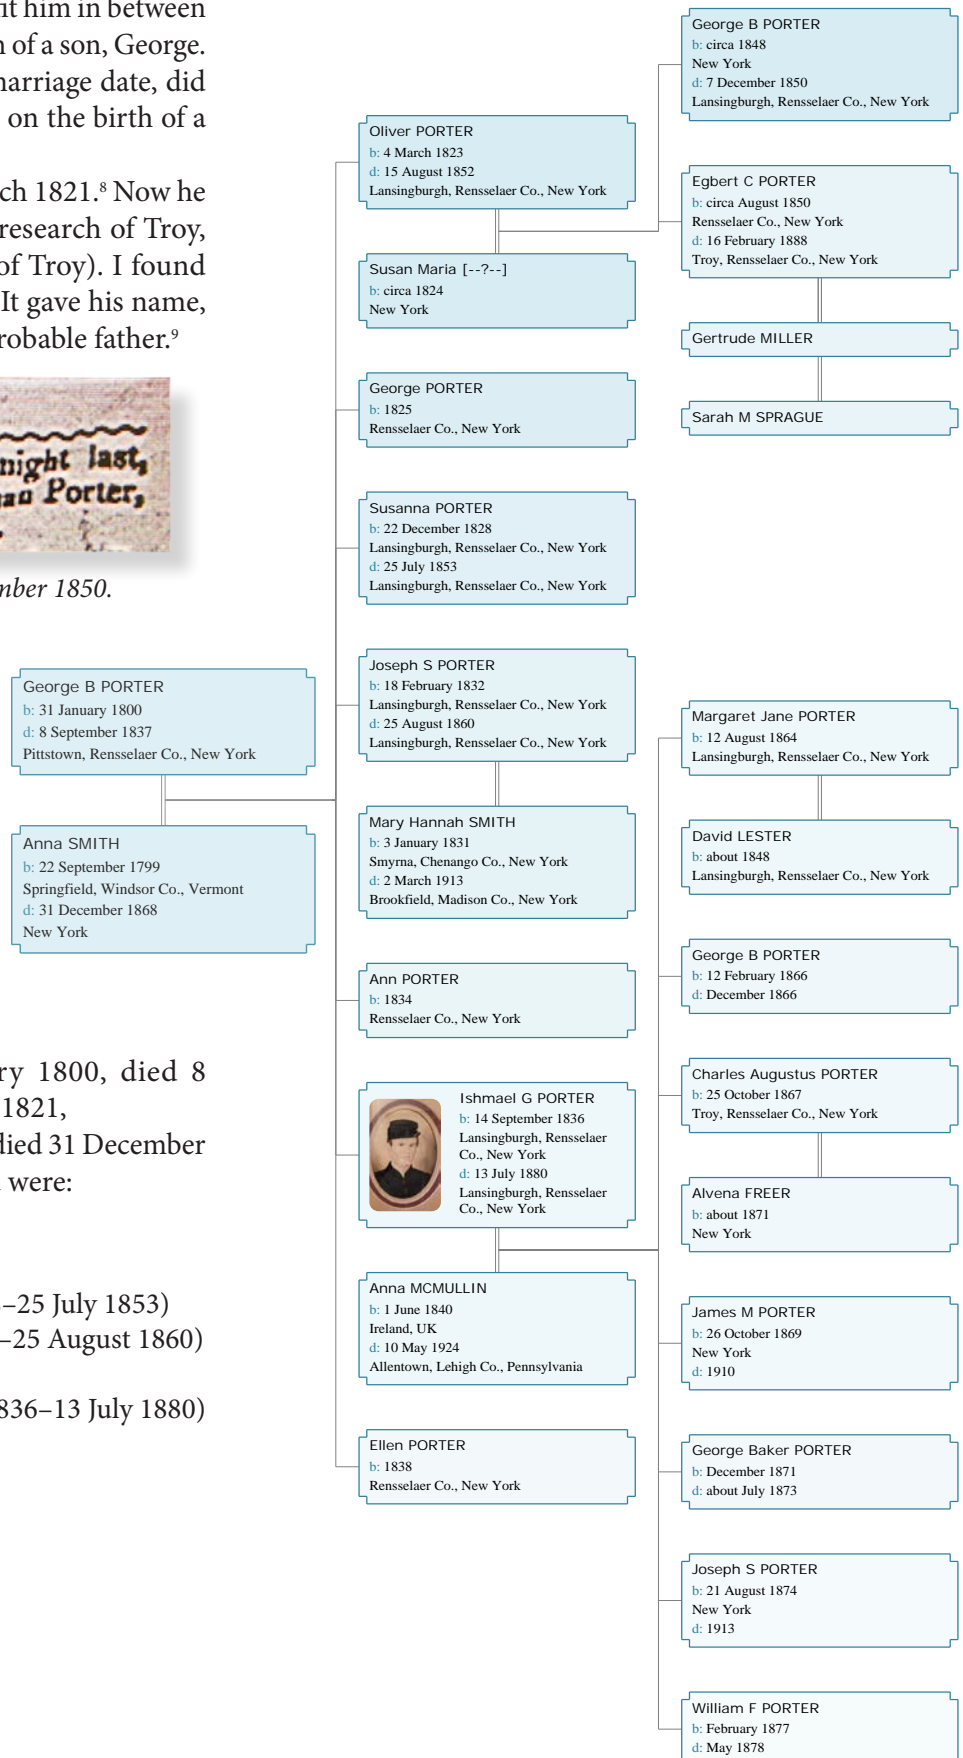 fit him in between
of a son, George.
marriage date, did
on the birth of a
ch 1821.⁸ Now he
research of Troy,
of Troy). I found
It gave his name,
robable father.⁹
night last,
Porter,
mber 1850.
George B PORTER
b: 31 January 1800
d: 8 September 1837
Pittstown, Rensselaer Co., New York
Anna SMITH
b: 22 September 1799
Springfield, Windsor Co., Vermont
d: 31 December 1868
New York
ry 1800, died 8
1821,
died 31 December
were:
–25 July 1853)
–25 August 1860)
836–13 July 1880)
Oliver PORTER
b: 4 March 1823
d: 15 August 1852
Lansingburgh, Rensselaer Co., New York
Susan Maria [--?--]
b: circa 1824
New York
George PORTER
b: 1825
Rensselaer Co., New York
Susanna PORTER
b: 22 December 1828
Lansingburgh, Rensselaer Co., New York
d: 25 July 1853
Lansingburgh, Rensselaer Co., New York
Joseph S PORTER
b: 18 February 1832
Lansingburgh, Rensselaer Co., New York
d: 25 August 1860
Lansingburgh, Rensselaer Co., New York
Mary Hannah SMITH
b: 3 January 1831
Smyrna, Chenango Co., New York
d: 2 March 1913
Brookfield, Madison Co., New York
Ann PORTER
b: 1834
Rensselaer Co., New York
Ishmael G PORTER
b: 14 September 1836
Lansingburgh, Rensselaer
Co., New York
d: 13 July 1880
Lansingburgh, Rensselaer
Co., New York
Anna MCMULLIN
b: 1 June 1840
Ireland, UK
d: 10 May 1924
Allentown, Lehigh Co., Pennsylvania
Ellen PORTER
b: 1838
Rensselaer Co., New York
George B PORTER
b: circa 1848
New York
d: 7 December 1850
Lansingburgh, Rensselaer Co., New York
Egbert C PORTER
b: circa August 1850
Rensselaer Co., New York
d: 16 February 1888
Troy, Rensselaer Co., New York
Gertrude MILLER
Sarah M SPRAGUE
Margaret Jane PORTER
b: 12 August 1864
Lansingburgh, Rensselaer Co., New York
David LESTER
b: about 1848
Lansingburgh, Rensselaer Co., New York
George B PORTER
b: 12 February 1866
d: December 1866
Charles Augustus PORTER
b: 25 October 1867
Troy, Rensselaer Co., New York
Alvena FREER
b: about 1871
New York
James M PORTER
b: 26 October 1869
New York
d: 1910
George Baker PORTER
b: December 1871
d: about July 1873
Joseph S PORTER
b: 21 August 1874
New York
d: 1913
William F PORTER
b: February 1877
d: May 1878